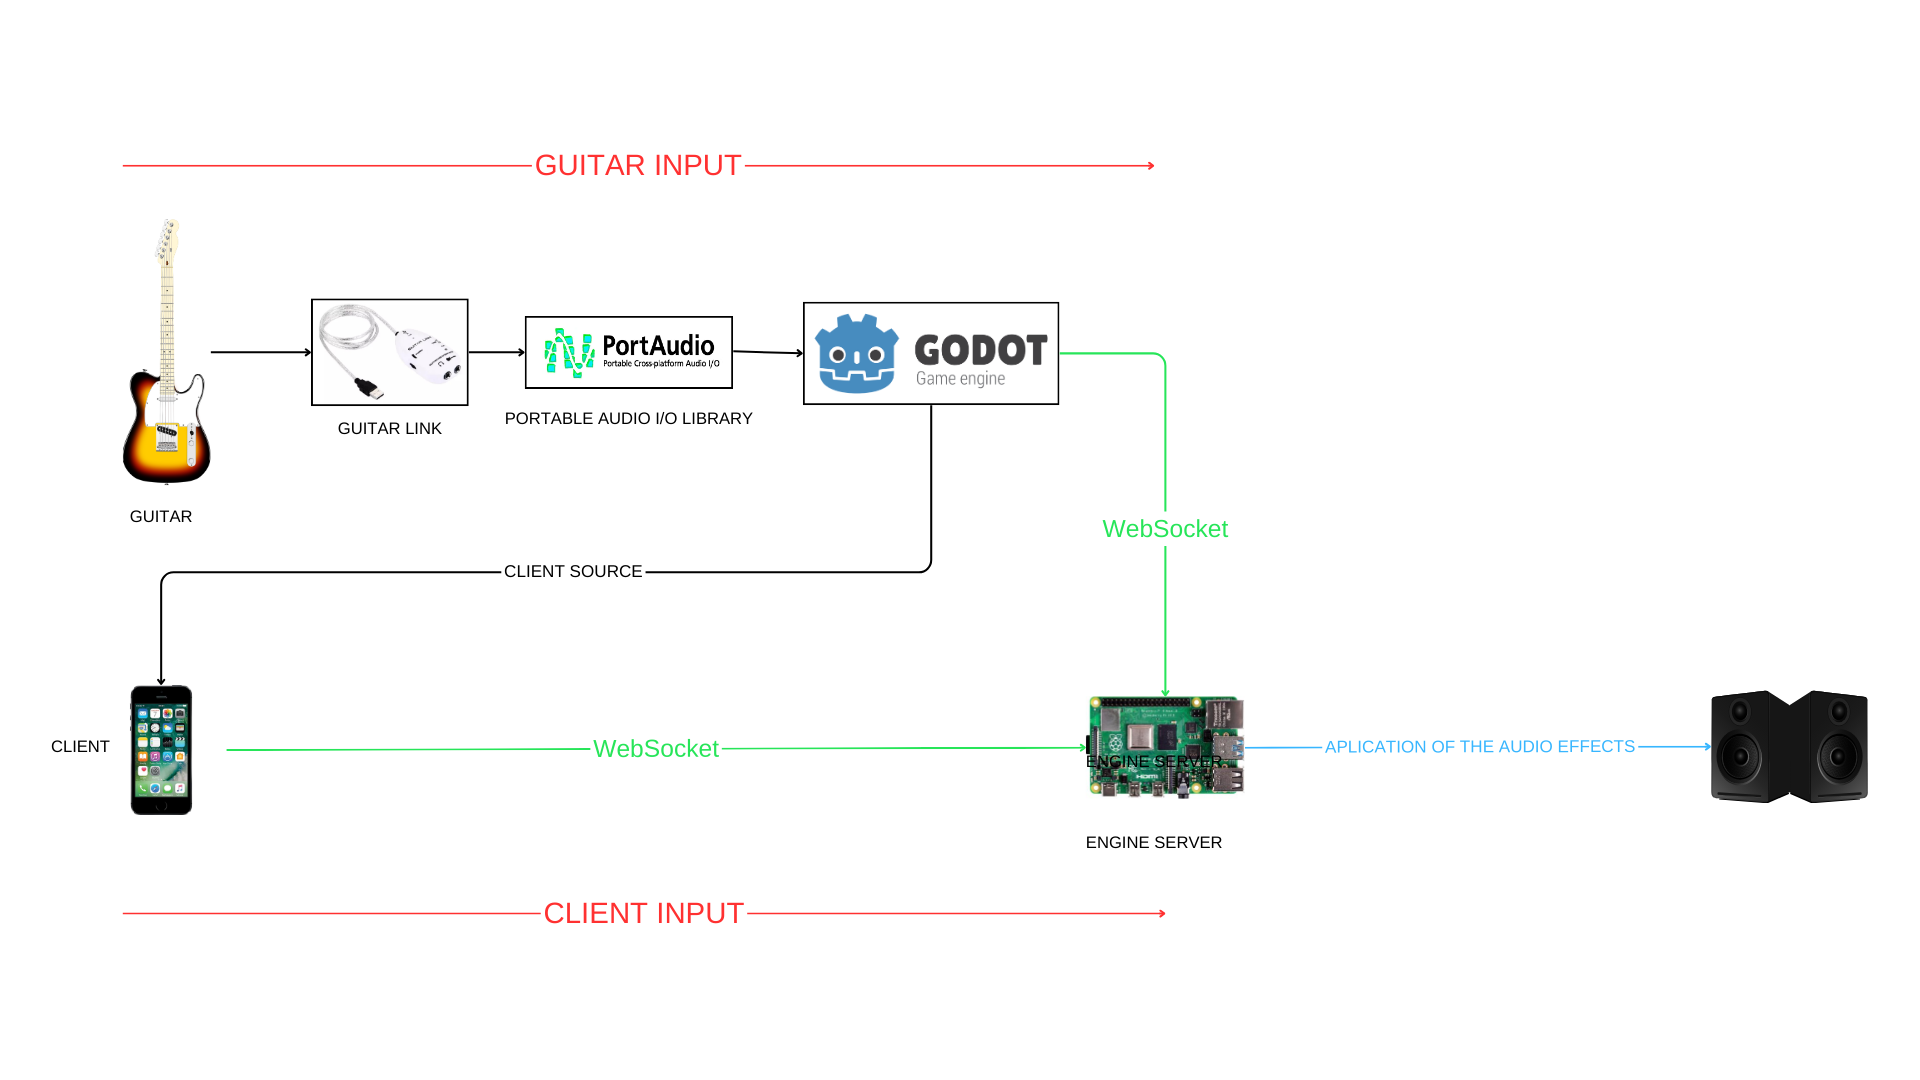 GUITAR INPUT
PortAudio
Portable Cross-platform Audio I/O
GODOT
Game engine
PORTABLE AUDIO I/O LIBRARY
GUITAR LINK
GUITAR
WebSocket
CLIENT SOURCE
CLIENT
WebSocket
ENGINE SERVER
HDMI
APLICATION OF THE AUDIO EFFECTS
ENGINE SERVER
CLIENT INPUT